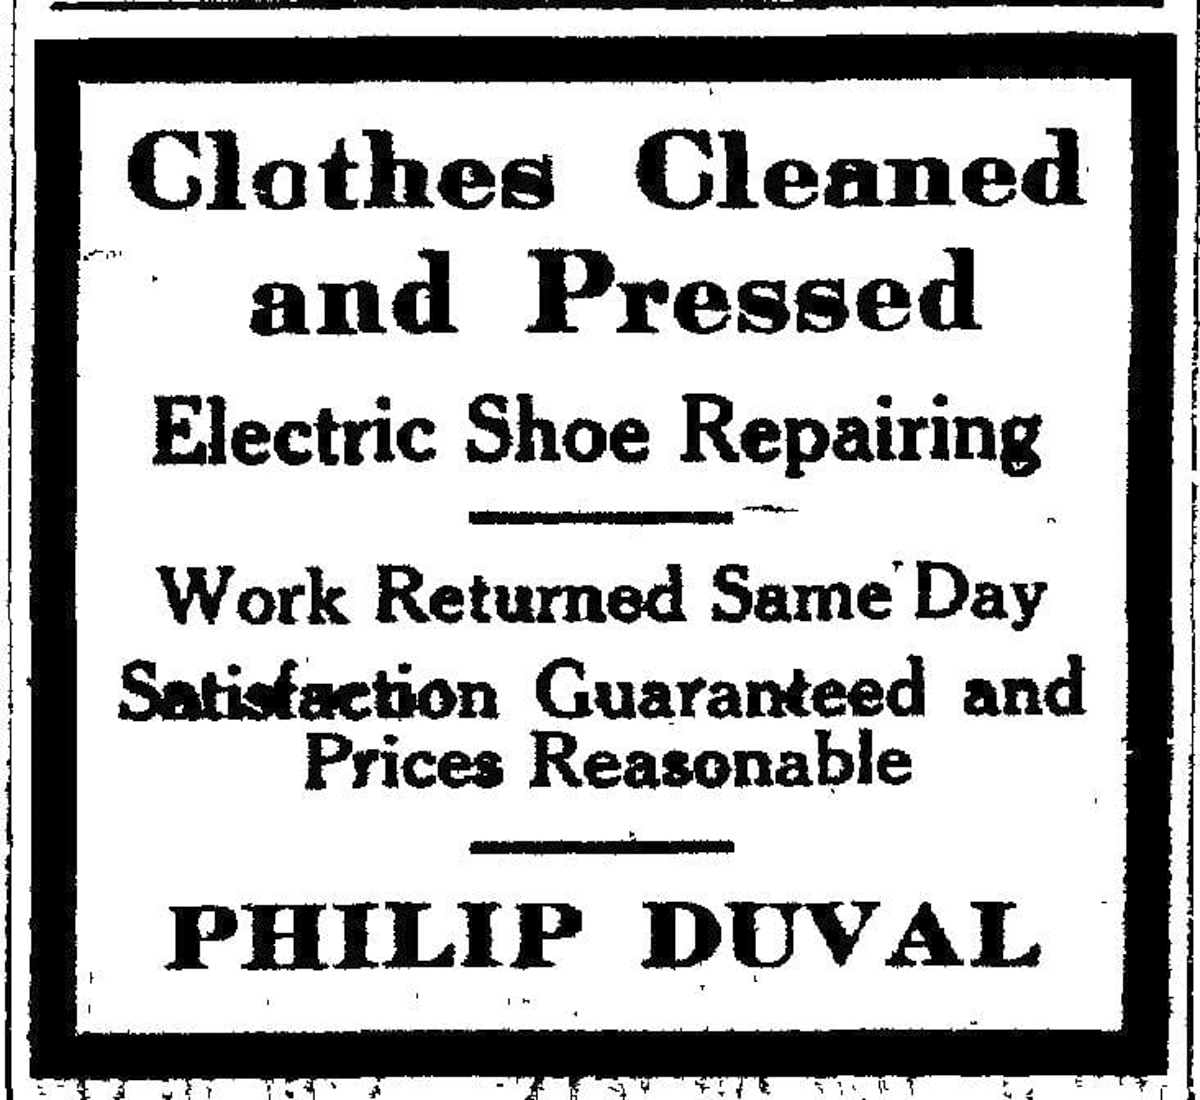 Clothes Cleaned
and Pressed
Electric Shoe Repairing
Work Returned Same Day
Satisfaction Guaranteed and
Prices Reasonable
PHILIP DUVAL